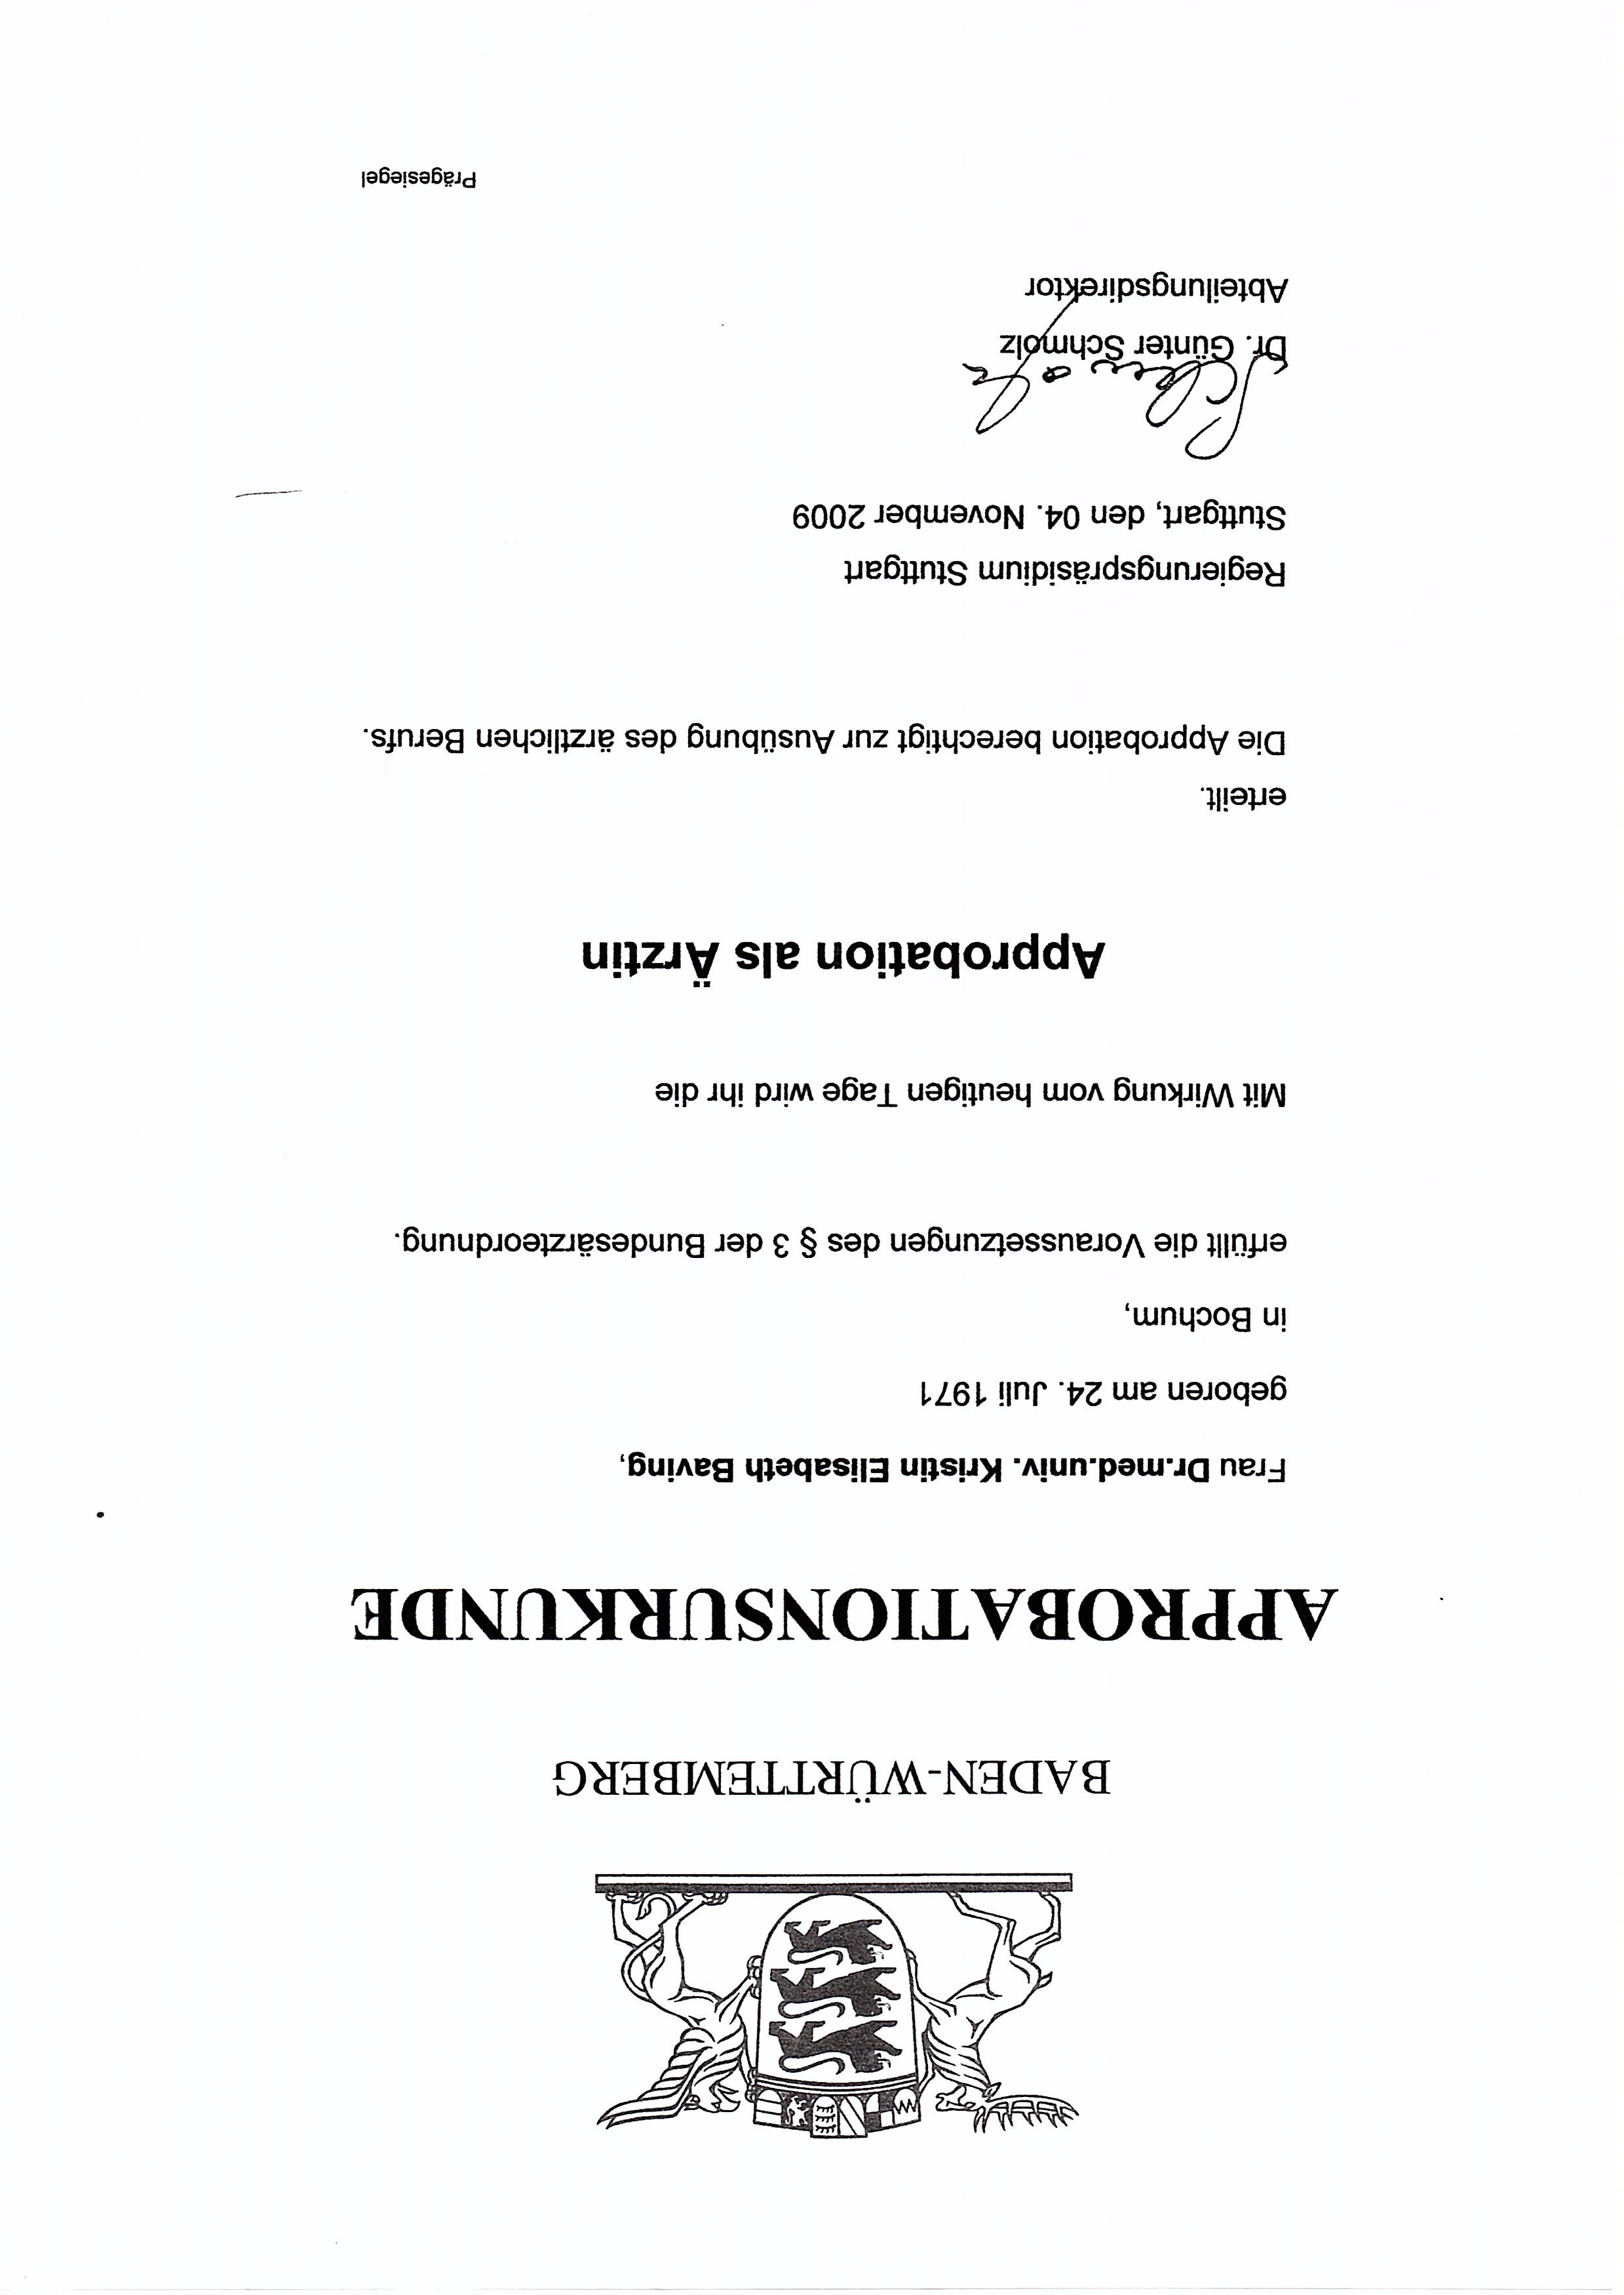 BADEN-WÜRTTEMBERG
APPROBATIONSURKUNDE
Frau Dr.med.univ. Kristin Elisabeth Baving,
geboren am 24. Juli 1971
in Bochum,
erfüllt die Voraussetzungen des § 3 der Bundesärzteordnung.
Mit Wirkung vom heutigen Tage wird ihr die
Approbation als Ärztin
erteilt.
Die Approbation berechtigt zur Ausübung des ärztlichen Berufs.
Regierungspräsidium Stuttgart
Stuttgart, den 04. November 2009
Dr. Günter Schmolz
Abteilungsdirektor
Prägesiegel